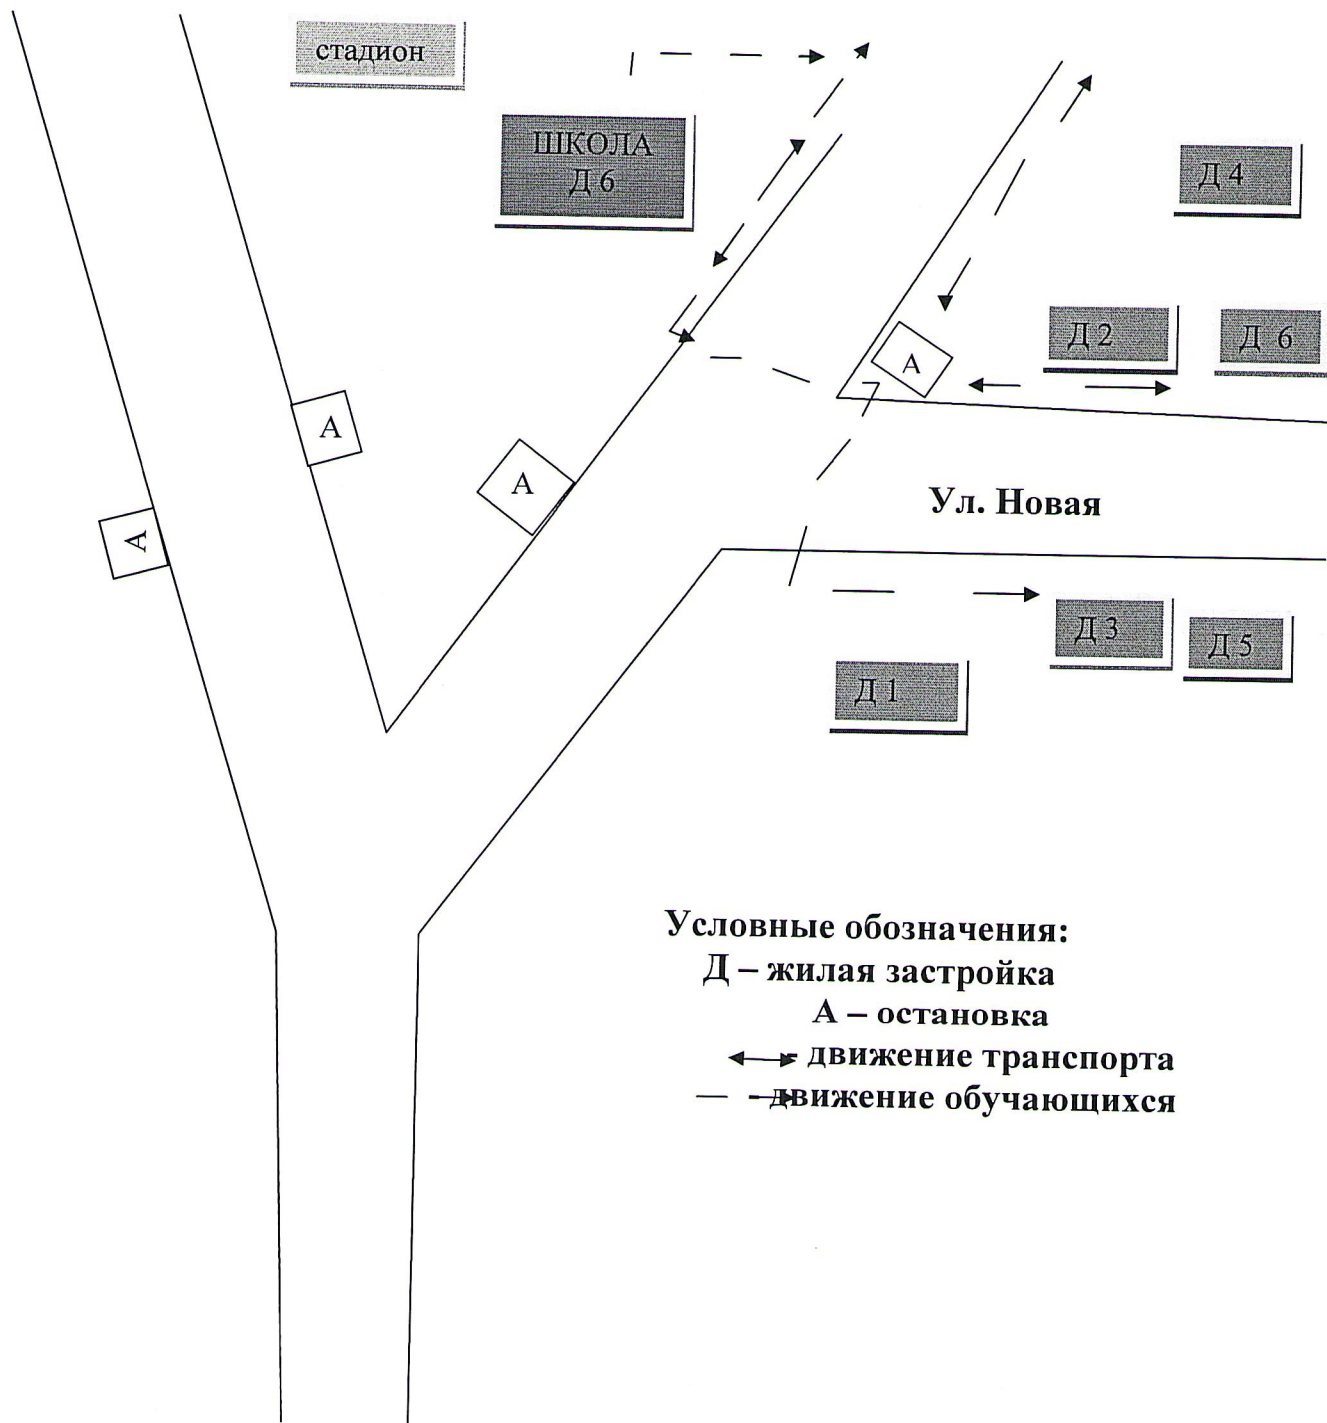 стадион
ШКОЛА
Д 6
Д 4
Д 2
Д 6
А
А
А
А
Ул. Новая
Д 3
Д 5
Д 1
Условные обозначения:
Д – жилая застройка
А – остановка
- движение транспорта
- движение обучающихся